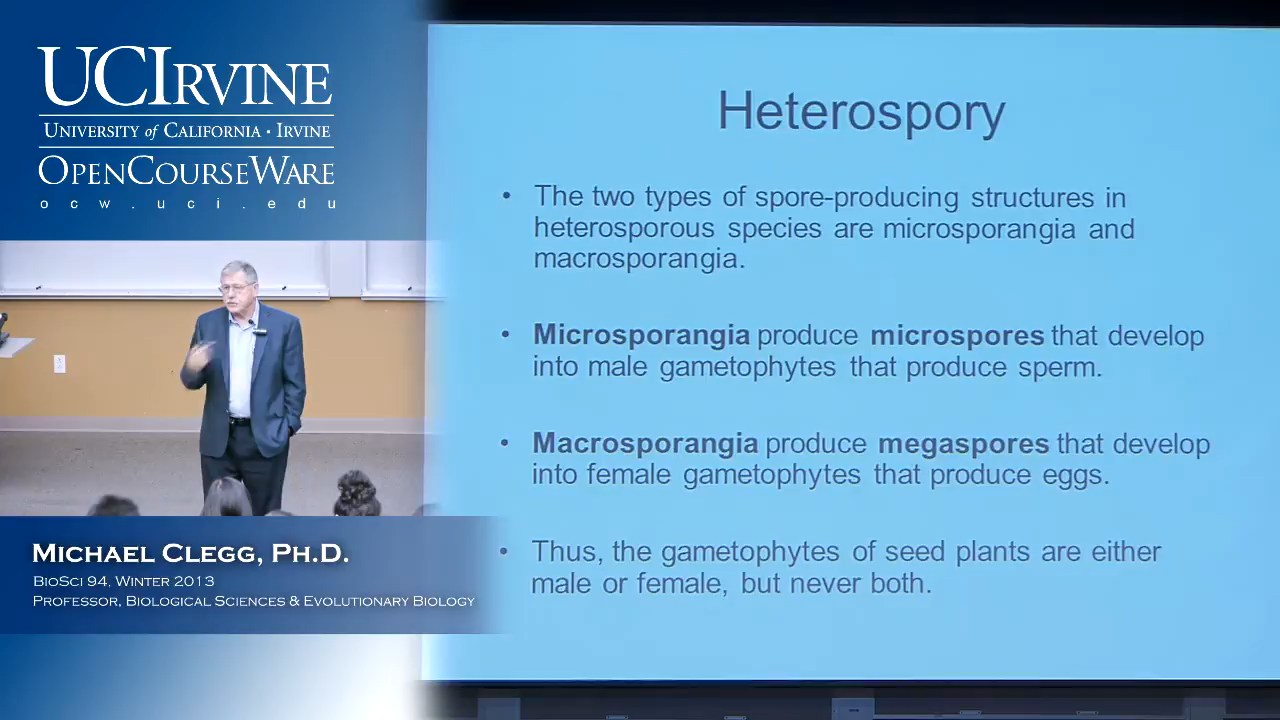 UCIRVINE
UNIVERSITY of CALIFORNIA · IRVINE
OPENCOURSEWARE
ocw.uci.edu
Heterospory
• The two types of spore-producing structures in
heterosporous species are microsporangia and
macrosporangia.
• Microsporangia produce microspores that develop
into male gametophytes that produce sperm.
• Macrosporangia produce megaspores that develop
into female gametophytes that produce eggs.
• Thus, the gametophytes of seed plants are either
male or female, but never both.
MICHAEL CLEGG, PH.D.
BIOSCI 94, WINTER 2013
PROFESSOR, BIOLOGICAL SCIENCES & EVOLUTIONARY BIOLOGY